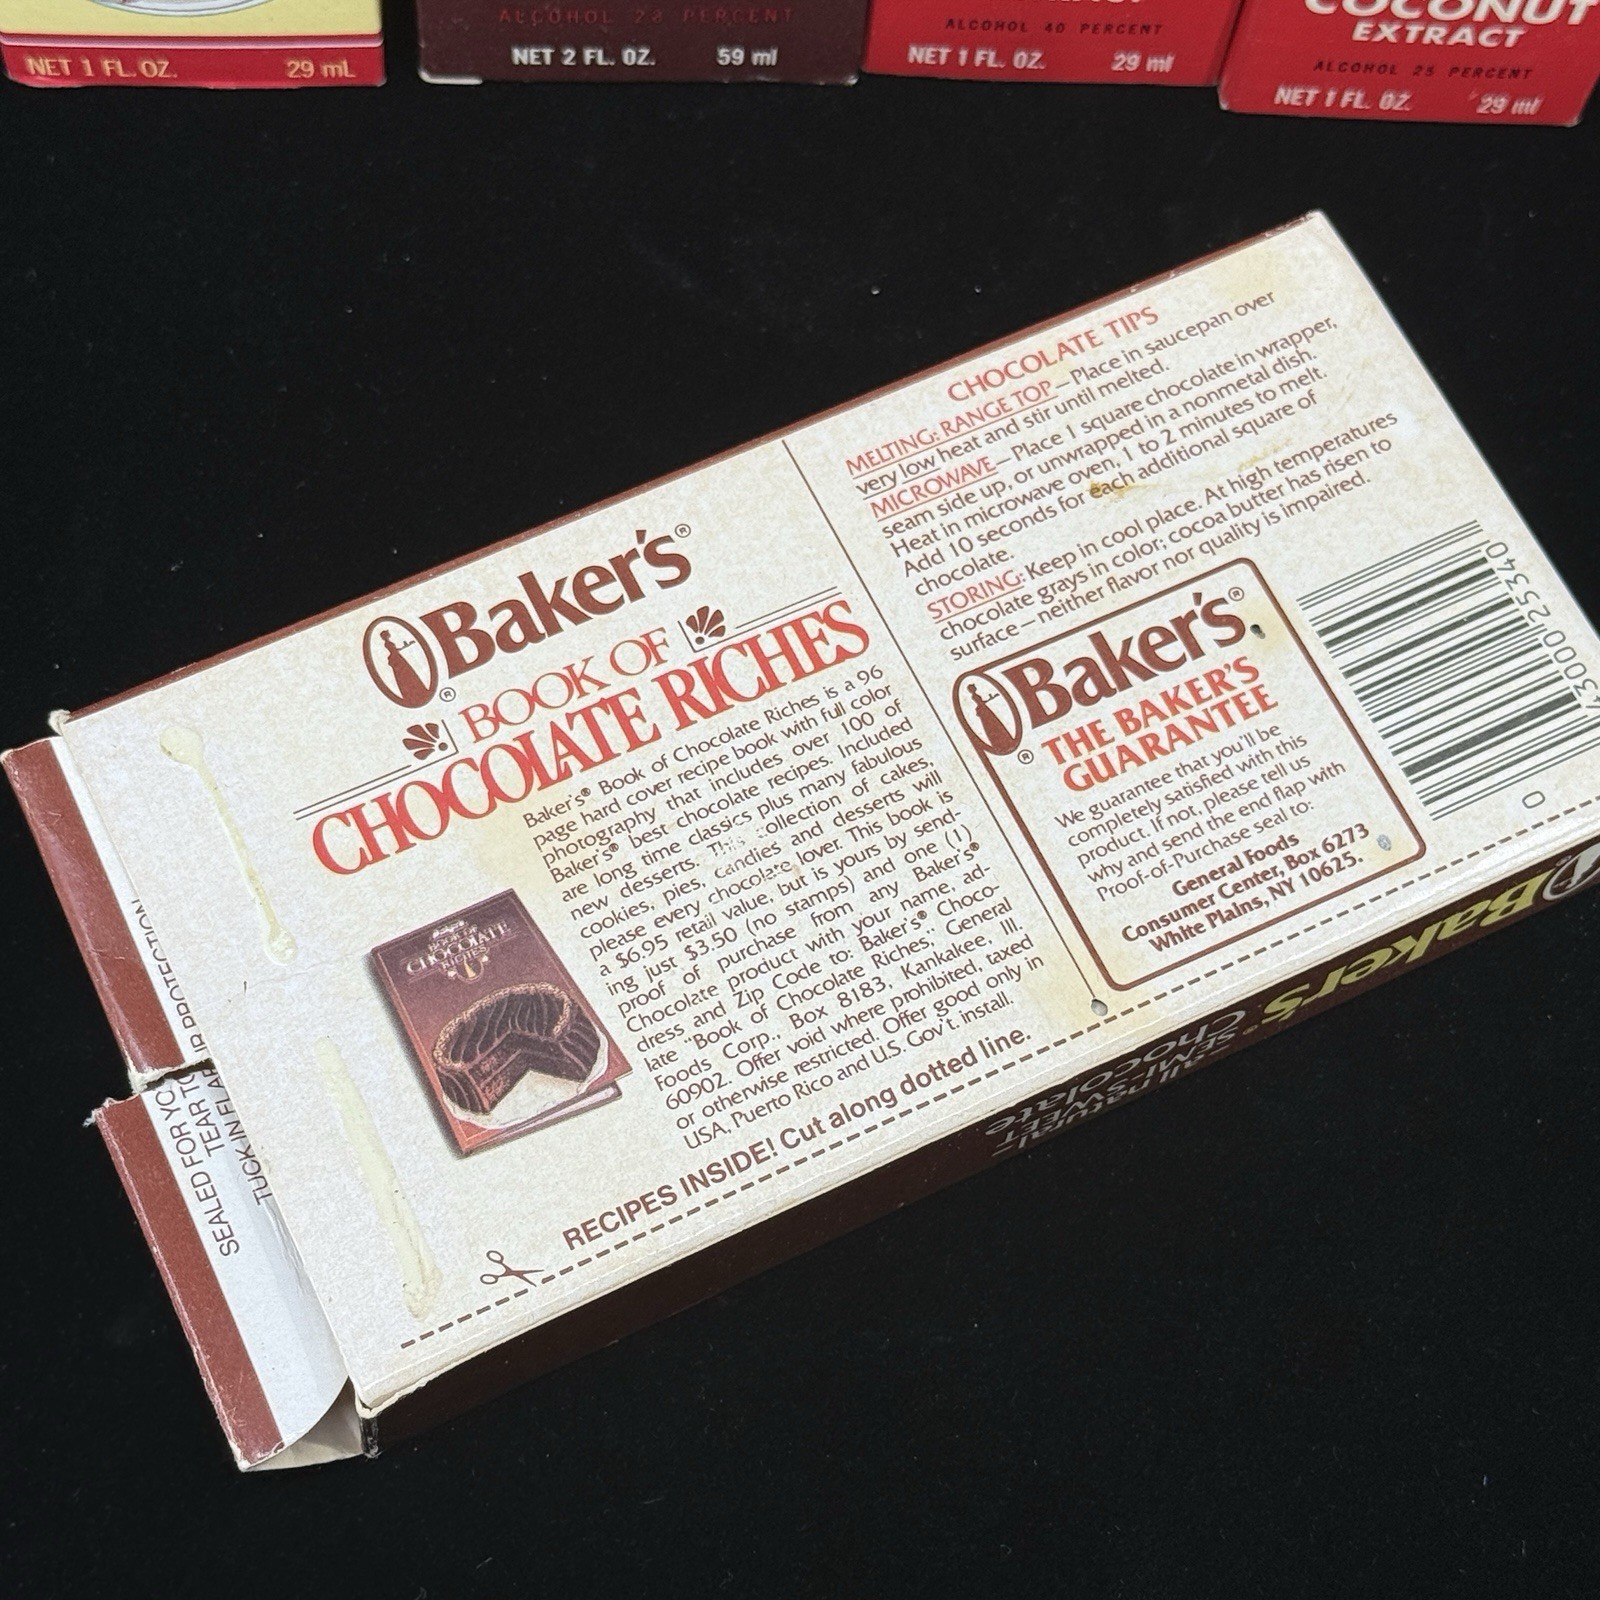 NET 1 FL. OZ. 29 mL
ALCOHOL 20 PERCENT
NET 2 FL. OZ. 59 ml
ALCOHOL 40 PERCENT
NET 1 FL. OZ. 29 ml
COCONUT
EXTRACT
ALCOHOL 25 PERCENT
NET 1 FL. OZ. 29 ml
Baker's®
®
BOOK OF
CHOCOLATE RICHES
Baker's® Book of Chocolate Riches is a 96
page hard cover recipe book with full color
photography that includes over 100 of
Baker's® best chocolate recipes. Included
are long time classics plus many fabulous
new desserts. This collection of cakes,
cookies, pies, candies and desserts will
please every chocolate lover. This book is
a $6.95 retail value, but is yours by send-
ing just $3.50 (no stamps) and one (1)
proof of purchase from any Baker's®
Chocolate product with your name, ad-
dress and Zip Code to: Baker's® Choco-
late "Book of Chocolate Riches," General
Foods Corp., Box 8183, Kankakee, Ill.
60902. Offer void where prohibited, taxed
or otherwise restricted. Offer good only in
USA, Puerto Rico and U.S. Gov't. install.
BOOK OF
CHOCOLATE
RICHES
RECIPES INSIDE! Cut along dotted line.
CHOCOLATE TIPS
MELTING: RANGE TOP—Place in saucepan over
very low heat and stir until melted.
MICROWAVE—Place 1 square chocolate in wrapper,
seam side up, or unwrapped in a nonmetal dish.
Heat in microwave oven, 1 to 2 minutes to melt.
Add 10 seconds for each additional square of
chocolate.
STORING: Keep in cool place. At high temperatures
chocolate grays in color; cocoa butter has risen to
surface—neither flavor nor quality is impaired.
Baker's®
®
THE BAKER'S
GUARANTEE
We guarantee that you'll be
completely satisfied with this
product. If not, please tell us
why and send the end flap with
Proof-of-Purchase seal to:
General Foods
Consumer Center, Box 6273
White Plains, NY 10625.
43000 25340
0
SEALED FOR YO
UR PROTECTION
TEAR TO
TUCK IN FLAP
Baker's®
SEMI-SWEET
Chocolate